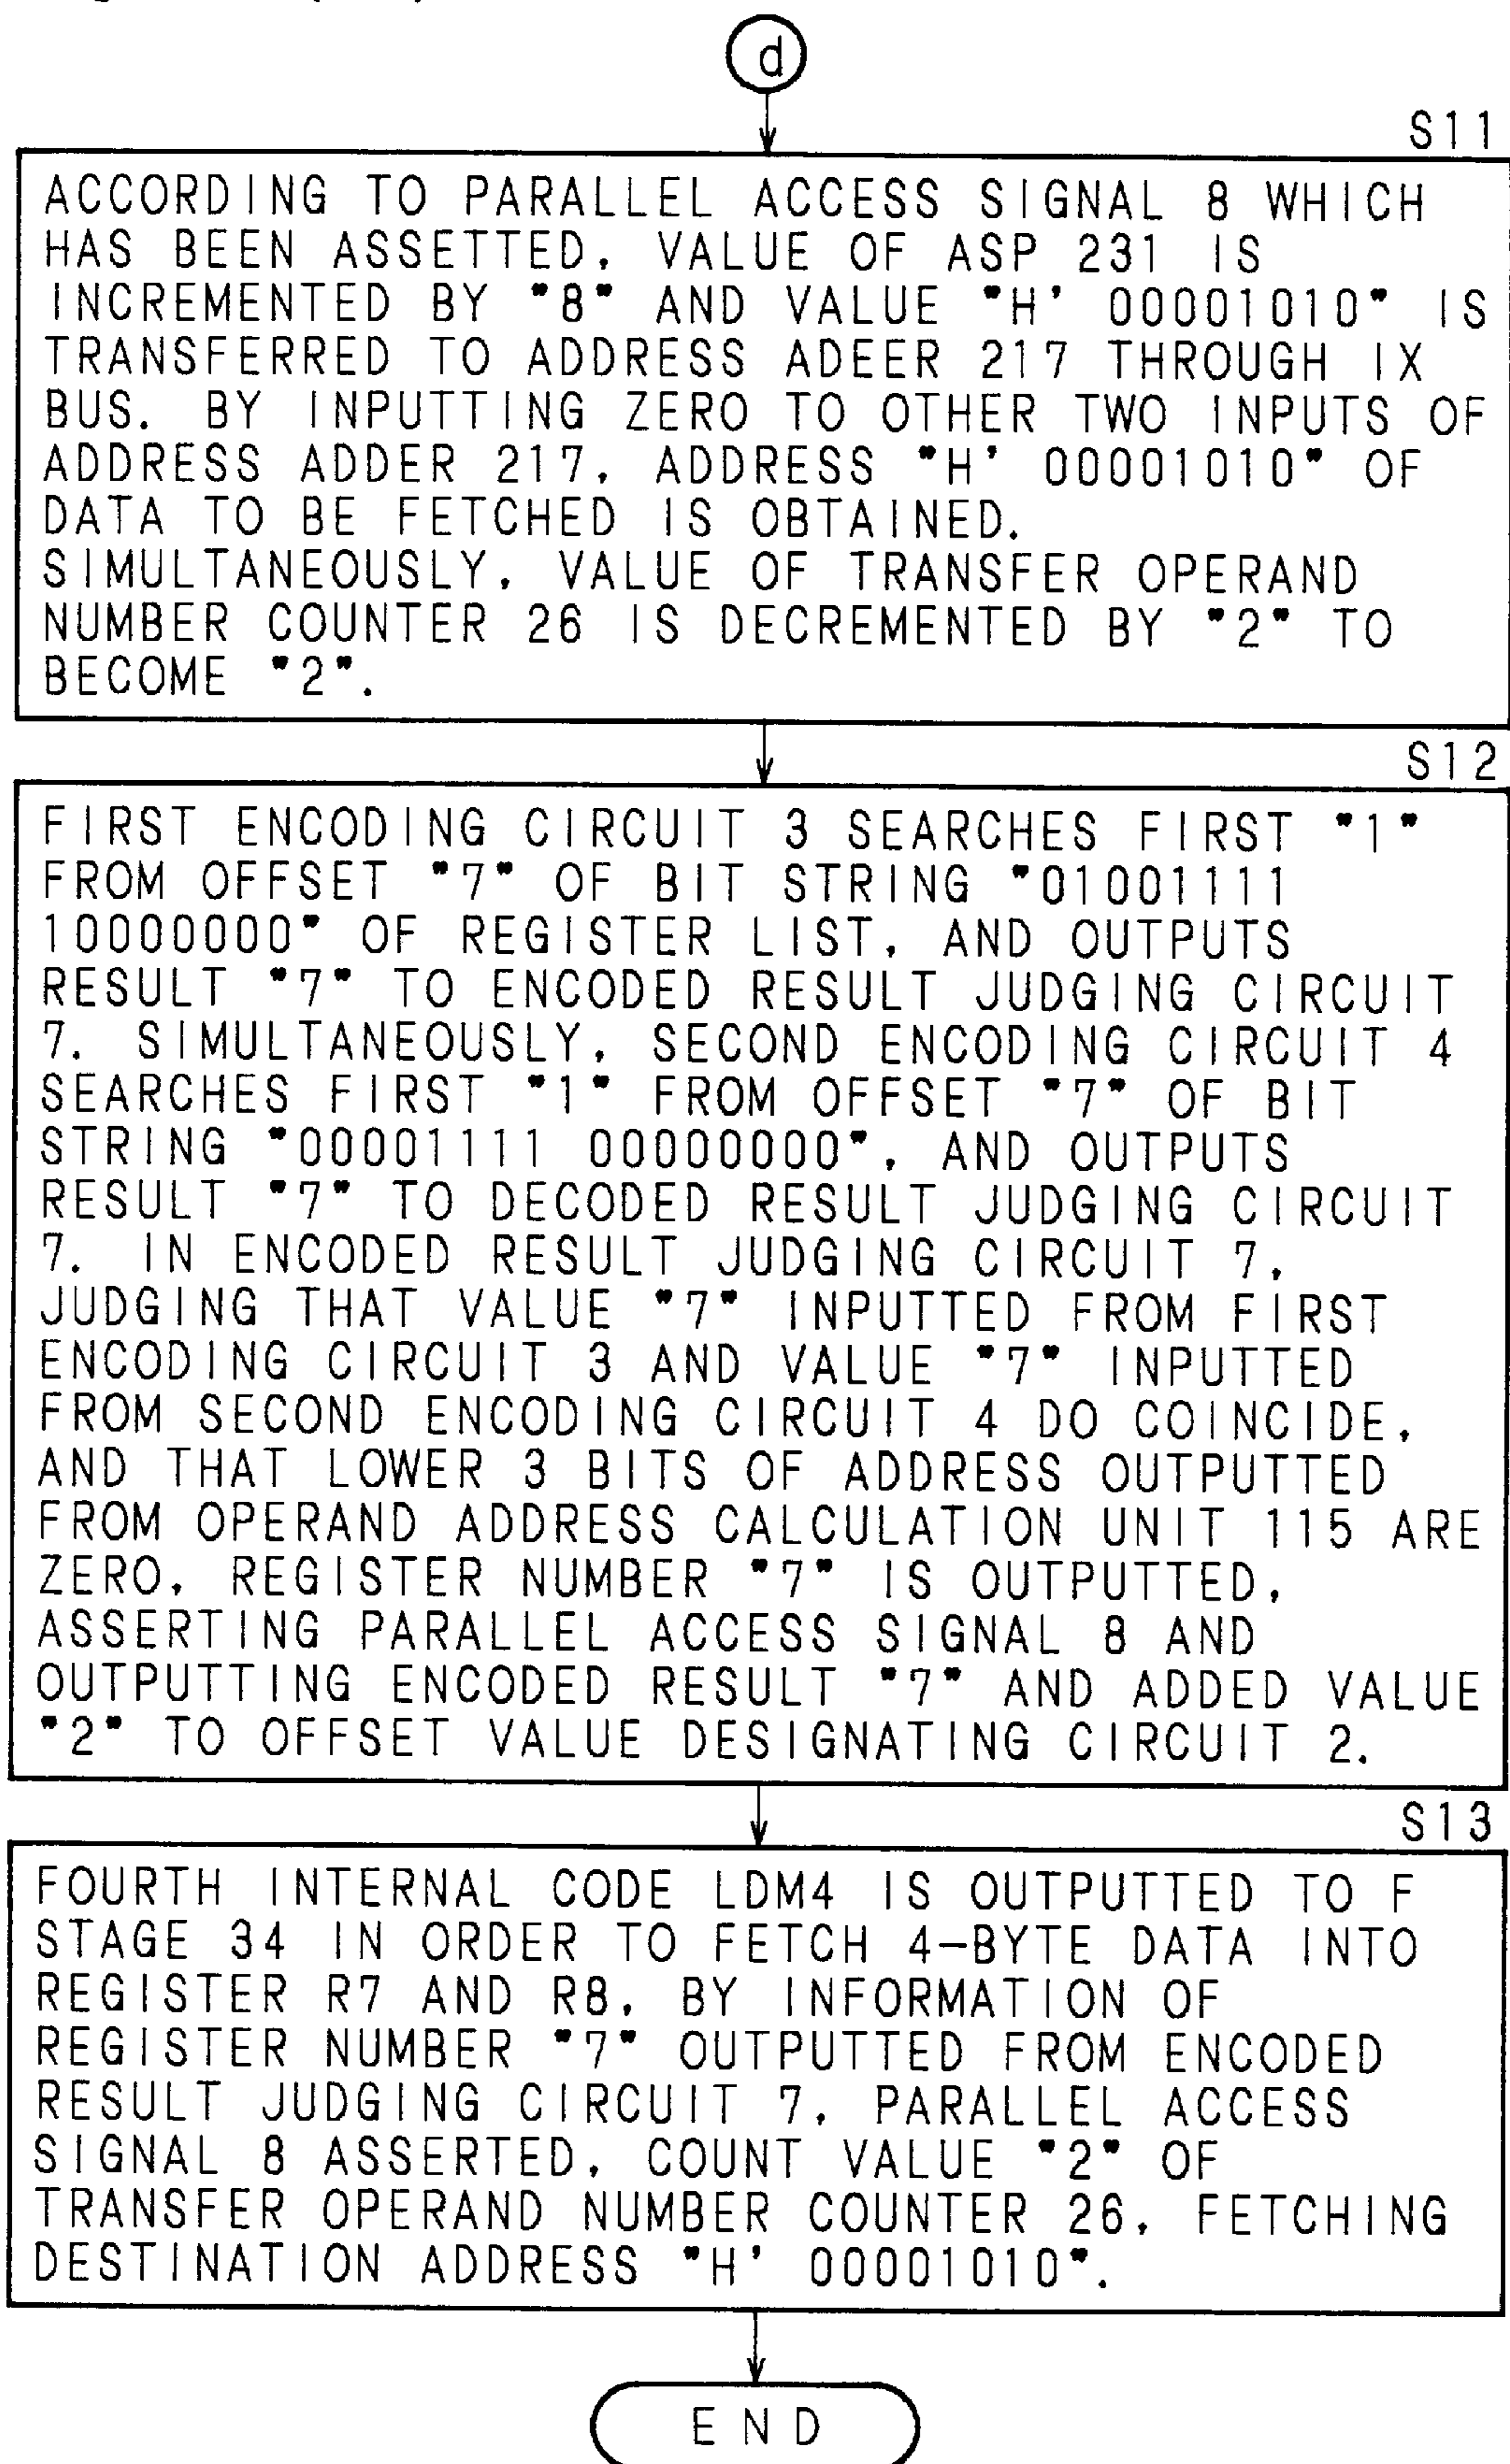 d
S11
ACCORDING TO PARALLEL ACCESS SIGNAL 8 WHICH
HAS BEEN ASSETTED, VALUE OF ASP 231 IS
INCREMENTED BY "8" AND VALUE "H' 00001010" IS
TRANSFERRED TO ADDRESS ADEER 217 THROUGH IX
BUS. BY INPUTTING ZERO TO OTHER TWO INPUTS OF
ADDRESS ADDER 217, ADDRESS "H' 00001010" OF
DATA TO BE FETCHED IS OBTAINED.
SIMULTANEOUSLY, VALUE OF TRANSFER OPERAND
NUMBER COUNTER 26 IS DECREMENTED BY "2" TO
BECOME "2".
S12
FIRST ENCODING CIRCUIT 3 SEARCHES FIRST "1"
FROM OFFSET "7" OF BIT STRING "01001111
10000000" OF REGISTER LIST, AND OUTPUTS
RESULT "7" TO ENCODED RESULT JUDGING CIRCUIT
7. SIMULTANEOUSLY, SECOND ENCODING CIRCUIT 4
SEARCHES FIRST "1" FROM OFFSET "7" OF BIT
STRING "00001111 00000000", AND OUTPUTS
RESULT "7" TO DECODED RESULT JUDGING CIRCUIT
7. IN ENCODED RESULT JUDGING CIRCUIT 7,
JUDGING THAT VALUE "7" INPUTTED FROM FIRST
ENCODING CIRCUIT 3 AND VALUE "7" INPUTTED
FROM SECOND ENCODING CIRCUIT 4 DO COINCIDE,
AND THAT LOWER 3 BITS OF ADDRESS OUTPUTTED
FROM OPERAND ADDRESS CALCULATION UNIT 115 ARE
ZERO, REGISTER NUMBER "7" IS OUTPUTTED,
ASSERTING PARALLEL ACCESS SIGNAL 8 AND
OUTPUTTING ENCODED RESULT "7" AND ADDED VALUE
"2" TO OFFSET VALUE DESIGNATING CIRCUIT 2.
S13
FOURTH INTERNAL CODE LDM4 IS OUTPUTTED TO F
STAGE 34 IN ORDER TO FETCH 4-BYTE DATA INTO
REGISTER R7 AND R8, BY INFORMATION OF
REGISTER NUMBER "7" OUTPUTTED FROM ENCODED
RESULT JUDGING CIRCUIT 7, PARALLEL ACCESS
SIGNAL 8 ASSERTED, COUNT VALUE "2" OF
TRANSFER OPERAND NUMBER COUNTER 26, FETCHING
DESTINATION ADDRESS "H' 00001010".
END